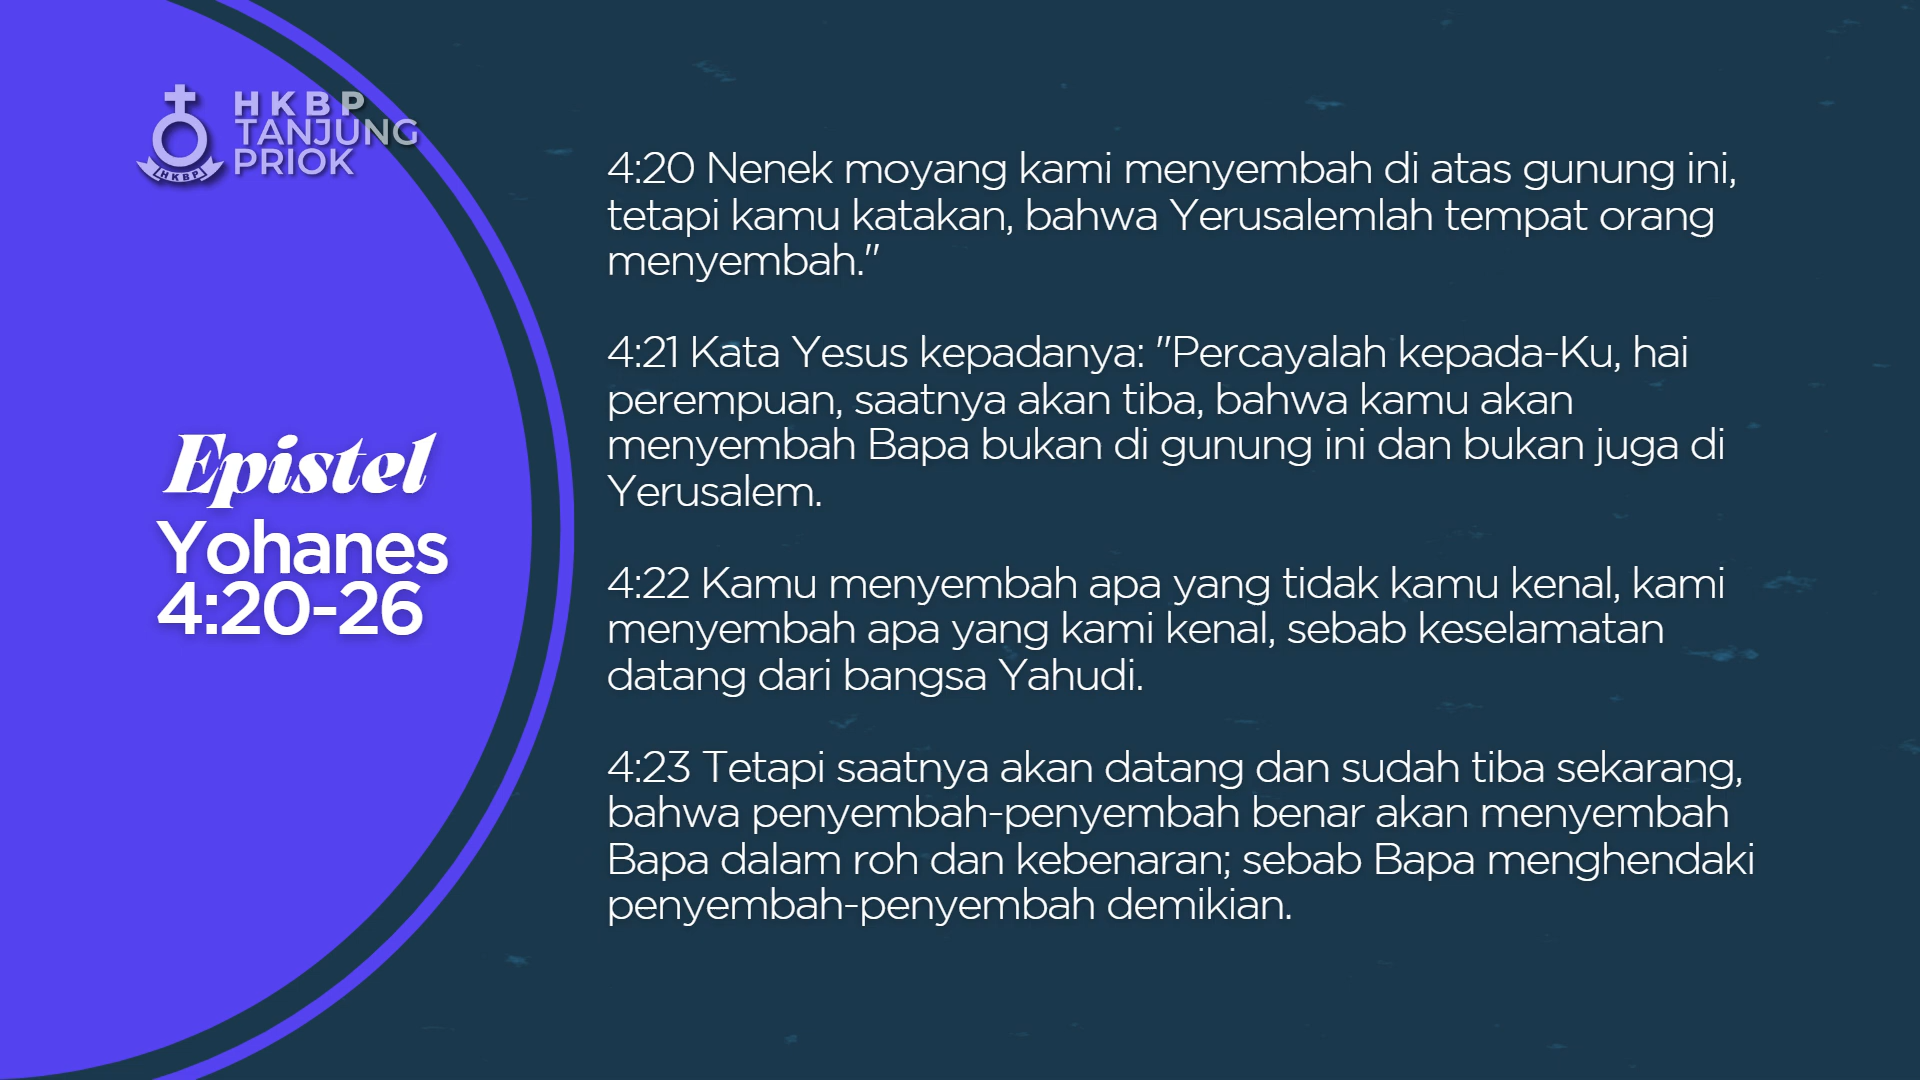 HKBP
TANJUNG
PRIOK
HKBP
Epistel
Yohanes
4:20-26
4:20 Nenek moyang kami menyembah di atas gunung ini,
tetapi kamu katakan, bahwa Yerusalemlah tempat orang
menyembah."
4:21 Kata Yesus kepadanya: "Percayalah kepada-Ku, hai
perempuan, saatnya akan tiba, bahwa kamu akan
menyembah Bapa bukan di gunung ini dan bukan juga di
Yerusalem.
4:22 Kamu menyembah apa yang tidak kamu kenal, kami
menyembah apa yang kami kenal, sebab keselamatan
datang dari bangsa Yahudi.
4:23 Tetapi saatnya akan datang dan sudah tiba sekarang,
bahwa penyembah-penyembah benar akan menyembah
Bapa dalam roh dan kebenaran; sebab Bapa menghendaki
penyembah-penyembah demikian.